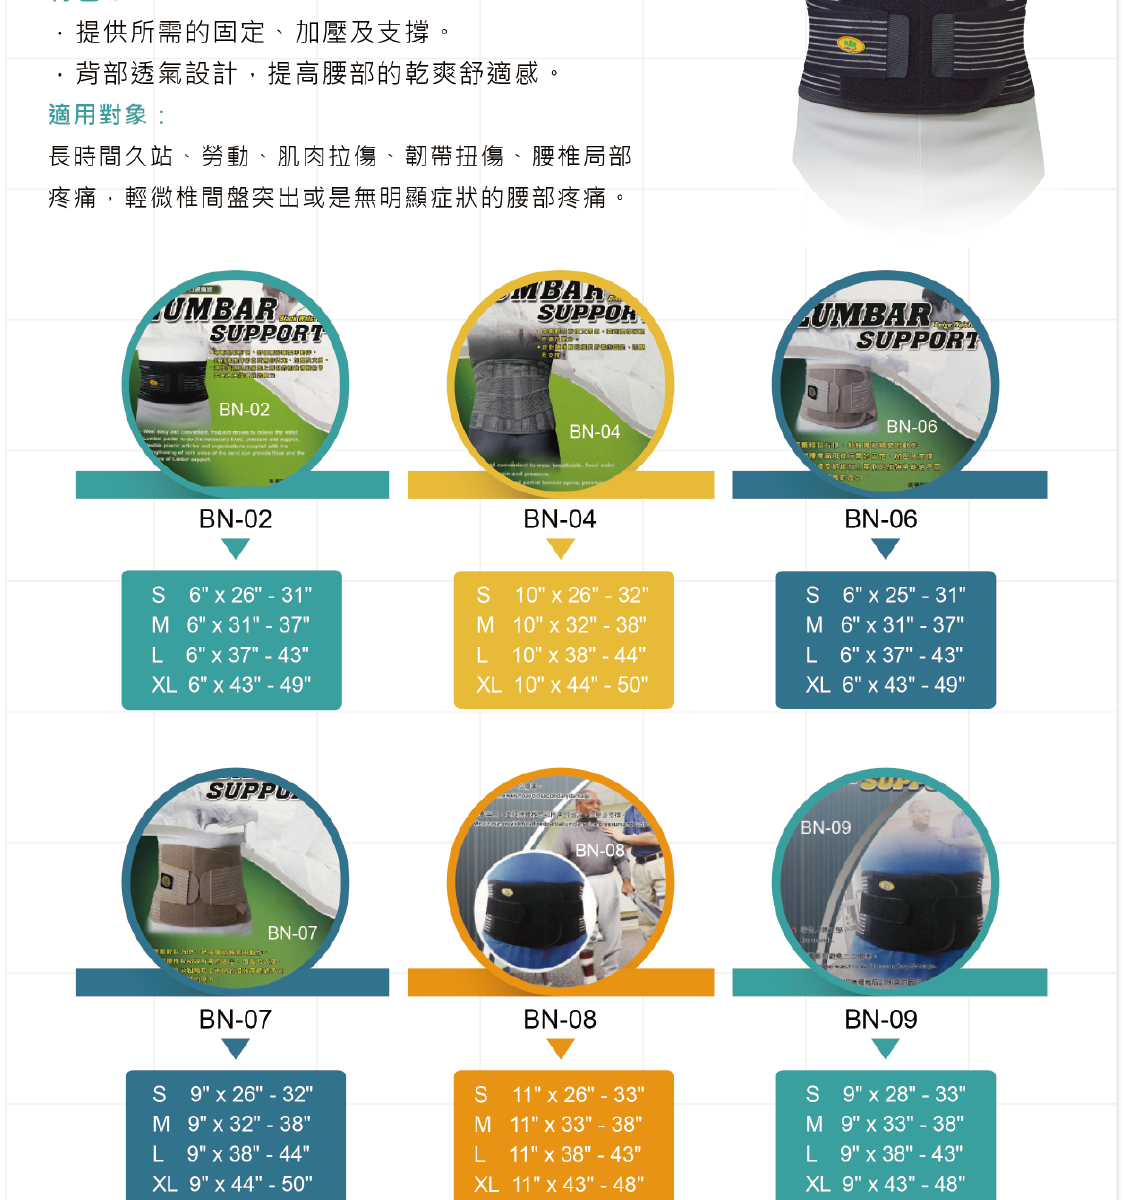 ．提供所需的固定、加壓及支撐。
．背部透氣設計，提高腰部的乾爽舒適感。
適用對象：
長時間久站、勞動、肌肉拉傷、韌帶扭傷、腰椎局部
疼痛，輕微椎間盤突出或是無明顯症狀的腰部疼痛。
LUMBAR
SUPPORT
BN-02
LUMBAR
SUPPORT
BN-04
LUMBAR
SUPPORT
BN-06
BN-02
BN-04
BN-06
S 6" x 26" - 31"
M 6" x 31" - 37"
L 6" x 37" - 43"
XL 6" x 43" - 49"
S 10" x 26" - 32"
M 10" x 32" - 38"
L 10" x 38" - 44"
XL 10" x 44" - 50"
S 6" x 25" - 31"
M 6" x 31" - 37"
L 6" x 37" - 43"
XL 6" x 43" - 49"
SUPPO
BN-07
BN-08
BN-09
BN-07
BN-08
BN-09
S 9" x 26" - 32"
M 9" x 32" - 38"
L 9" x 38" - 44"
XL 9" x 44" - 50"
S 11" x 26" - 33"
M 11" x 33" - 38"
L 11" x 38" - 43"
XL 11" x 43" - 48"
S 9" x 28" - 33"
M 9" x 33" - 38"
L 9" x 38" - 43"
XL 9" x 43" - 48"